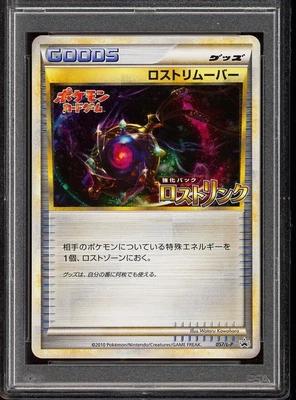 GOODS
グッズ
ロストリムーバー
ポケモン
カードゲーム
強化パック
ロストリンク
相手のポケモンについている特殊エネルギーを
1個、ロストゾーンにおく。
グッズは、自分の番に何枚でも使える。
Illus. Wataru Kawahara
©2010 Pokémon/Nintendo/Creatures/GAME FREAK.
057/L-P